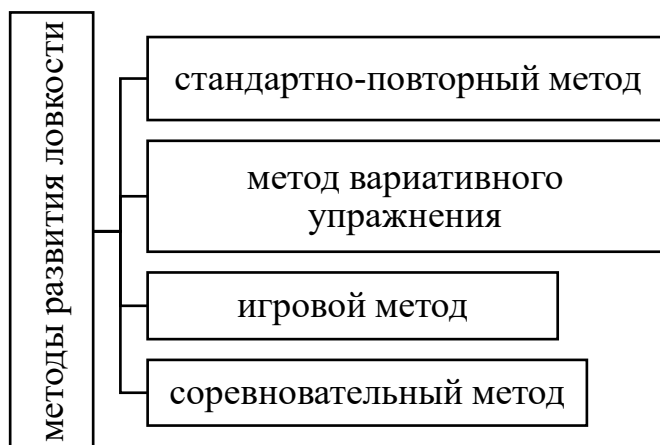 методы развития ловкости
стандартно-повторный метод
метод вариативного
упражнения
игровой метод
соревновательный метод